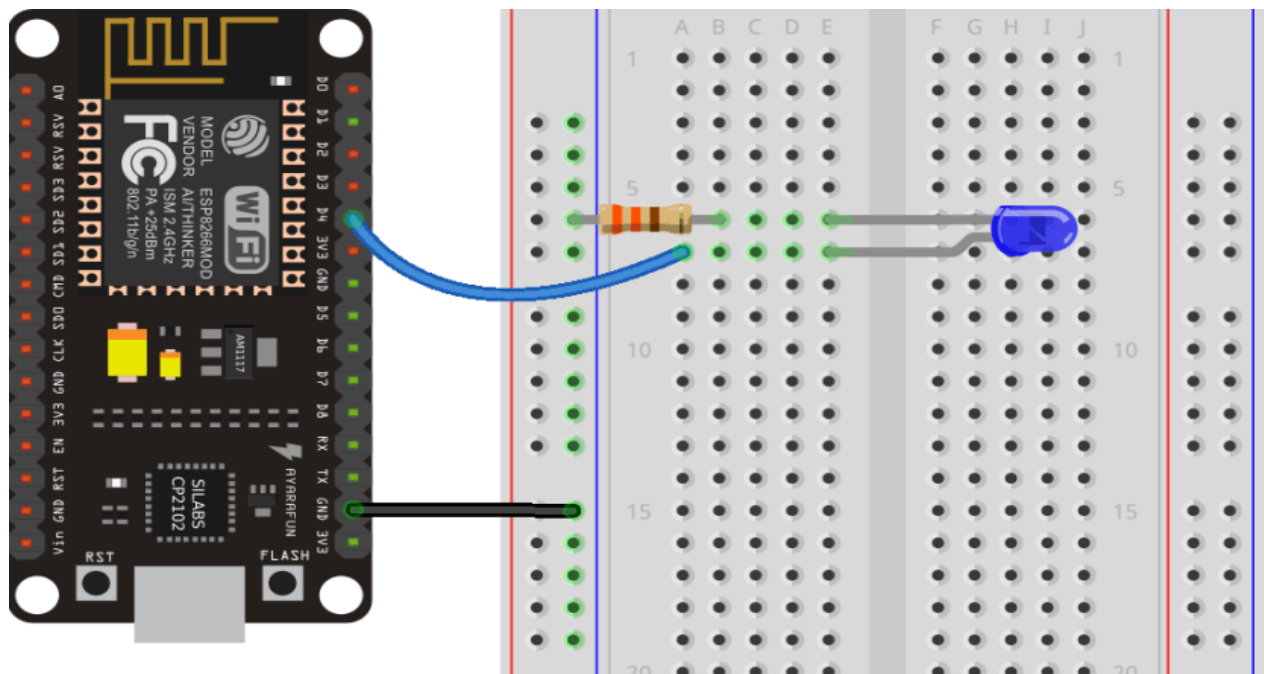 A0
RSV
RSV
SD3
SD2
SD1
CMD
SD0
CLK
GND
3V3
EN
RST
GND
Vin
FC
MODEL ESP8266MOD
VENDOR AI/THINKER
ISM 2.4GHz
PA +25dBm
802.11b/g/n
Wi Fi
AM1117
SILABS
CP2102
AYARAFUN
RST FLASH
D0
D1
D2
D3
D4
3V3
GND
D5
D6
D7
D8
RX
TX
GND
3V3
A B C D E F G H I J
1 1
5 5
10 10
15 15
20 20